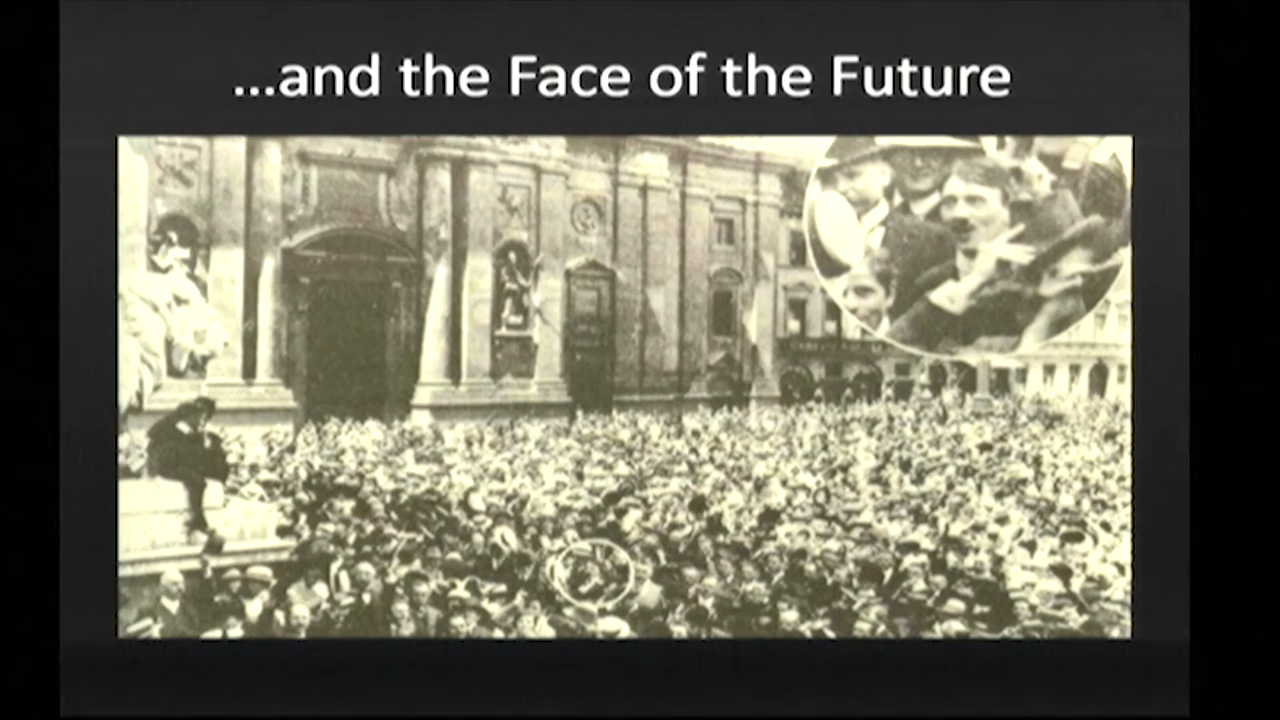 ...and the Face of the Future